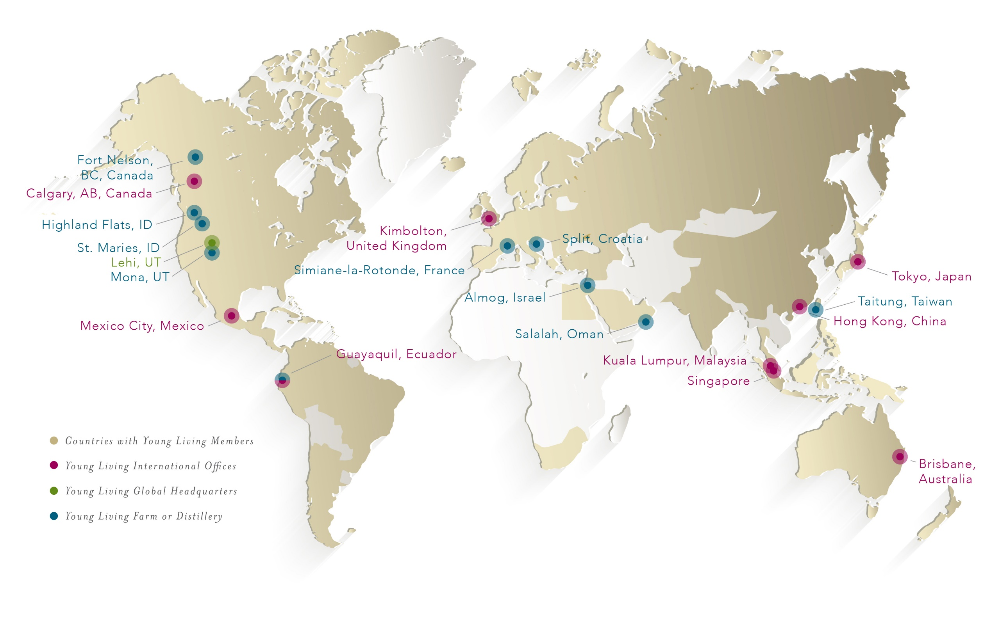 Fort Nelson,
BC, Canada
Calgary, AB, Canada
Highland Flats, ID
St. Maries, ID
Lehi, UT
Mona, UT
Mexico City, Mexico
Guayaquil, Ecuador
Kimbolton,
United Kingdom
Split, Croatia
Simiane-la-Rotonde, France
Almog, Israel
Salalah, Oman
Tokyo, Japan
Taitung, Taiwan
Hong Kong, China
Kuala Lumpur, Malaysia
Singapore
Brisbane,
Australia
Countries with Young Living Members
Young Living International Offices
Young Living Global Headquarters
Young Living Farm or Distillery